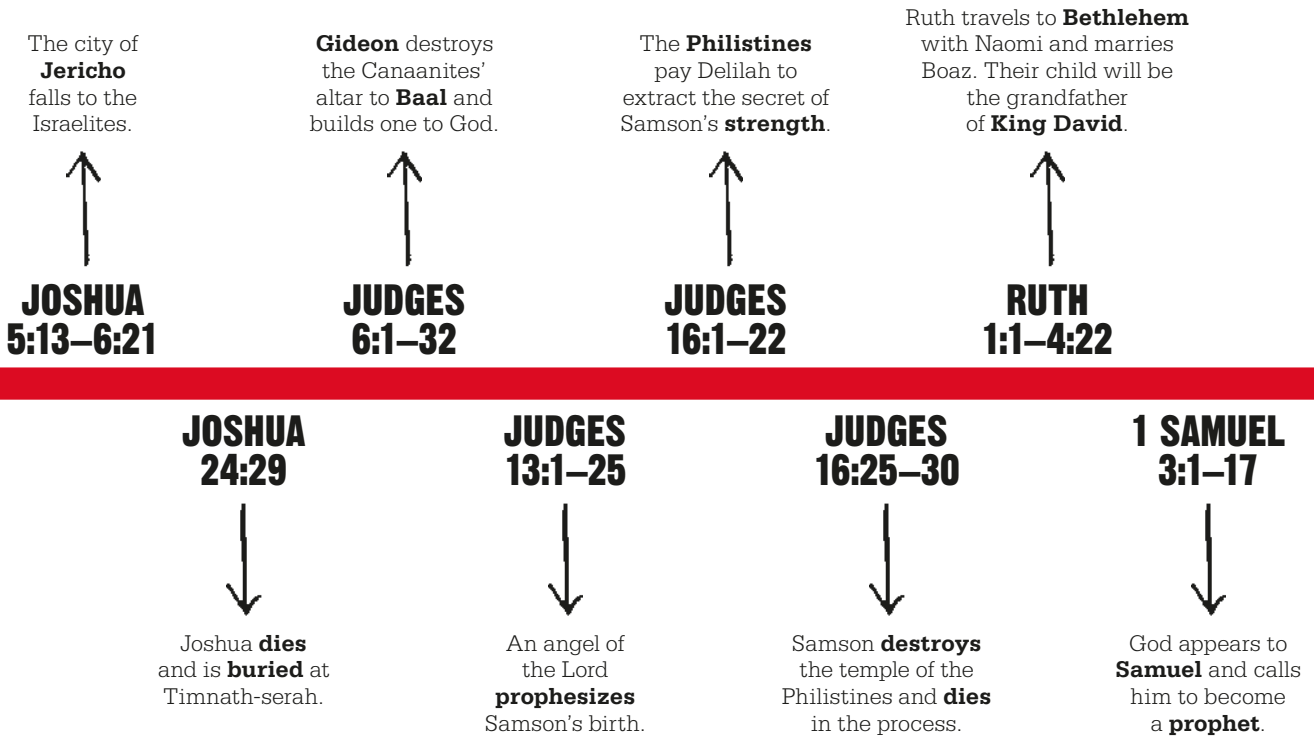 The city of
Jericho
falls to the
Israelites.
JOSHUA
5:13–6:21
Joshua dies
and is buried at
Timnath-serah.
JOSHUA
24:29
Gideon destroys
the Canaanites’
altar to Baal and
builds one to God.
JUDGES
6:1–32
An angel of
the Lord
prophesizes
Samson’s birth.
JUDGES
13:1–25
The Philistines
pay Delilah to
extract the secret of
Samson’s strength.
JUDGES
16:1–22
Samson destroys
the temple of the
Philistines and dies
in the process.
JUDGES
16:25–30
Ruth travels to Bethlehem
with Naomi and marries
Boaz. Their child will be
the grandfather
of King David.
RUTH
1:1–4:22
1 SAMUEL
3:1–17
God appears to
Samuel and calls
him to become
a prophet.